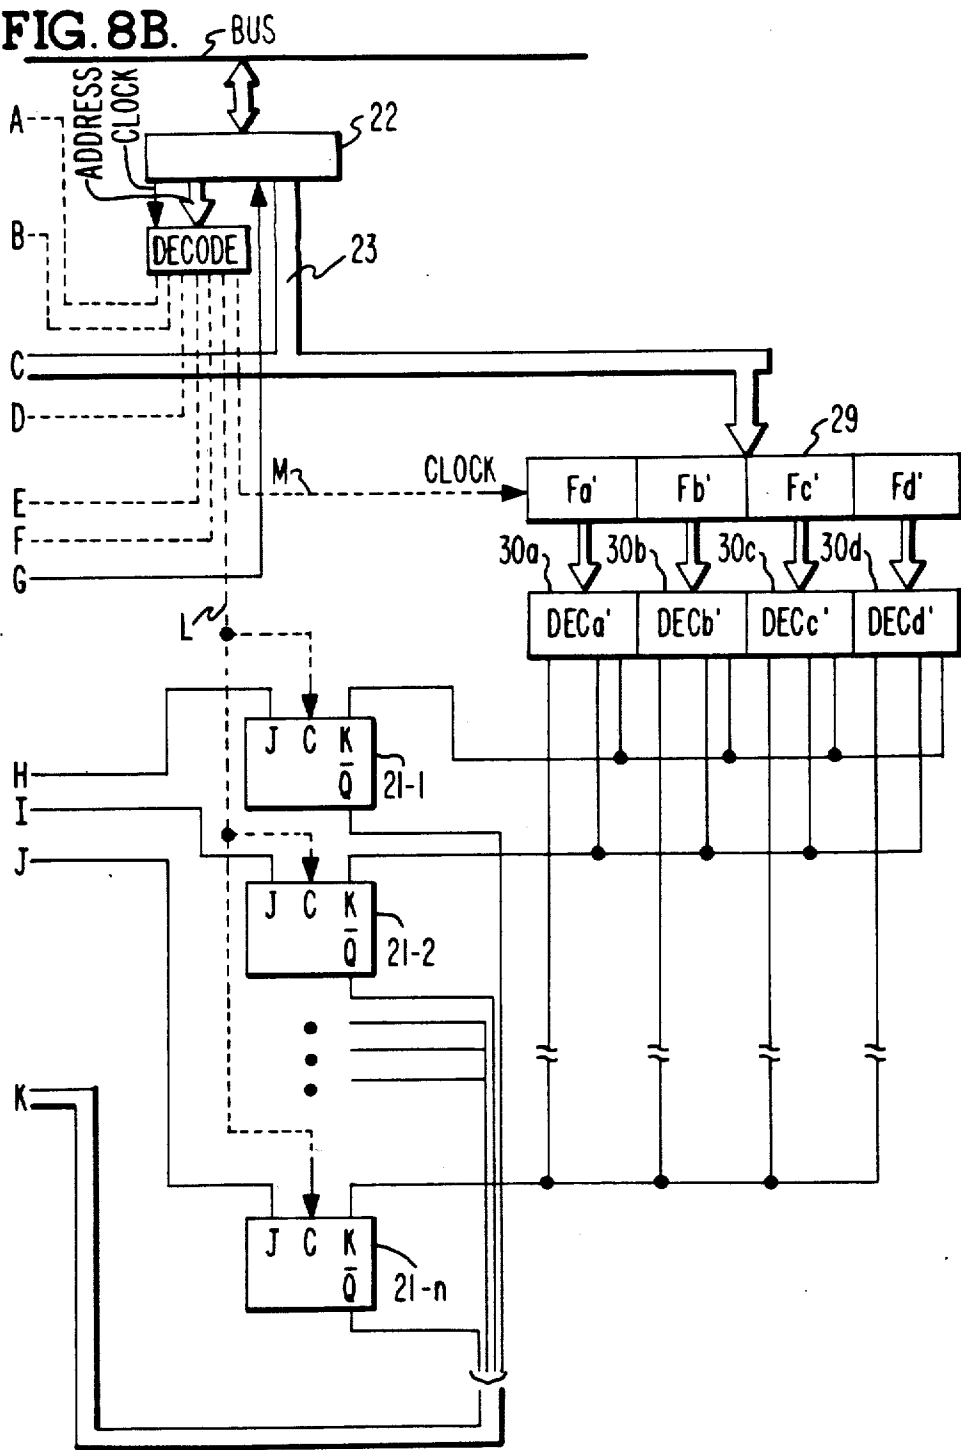 FIG. 8B.
BUS
ADDRESS
CLOCK
A
22
B
DECODE
23
C
D
29
M
CLOCK
Fa' Fb' Fc' Fd'
E
F
G
30a 30b 30c 30d
DECa' DECb' DECc' DECd'
L
J C K
Q̅
21-1
H
I
J
J C K
Q̅
21-2
K
J C K
Q̅
21-n